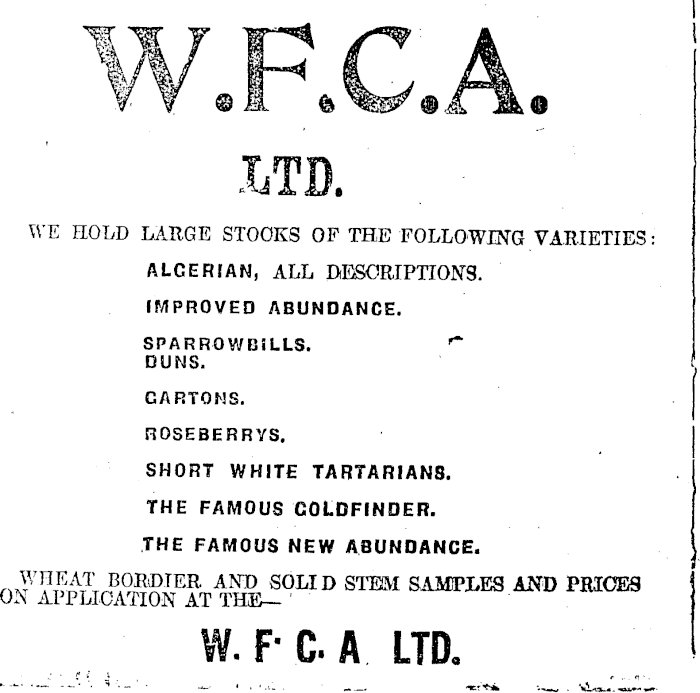 W.F.C.A.
LTD.
WE HOLD LARGE STOCKS OF THE FOLLOWING VARIETIES:
ALGERIAN, ALL DESCRIPTIONS.
IMPROVED ABUNDANCE.
SPARROWBILLS.
DUNS.
GARTONS.
ROSEBERRYS.
SHORT WHITE TARTARIANS.
THE FAMOUS GOLDFINDER.
THE FAMOUS NEW ABUNDANCE.
WHEAT BORDIER AND SOLID STEM SAMPLES AND PRICES
ON APPLICATION AT THE—
W. F. C. A. LTD.